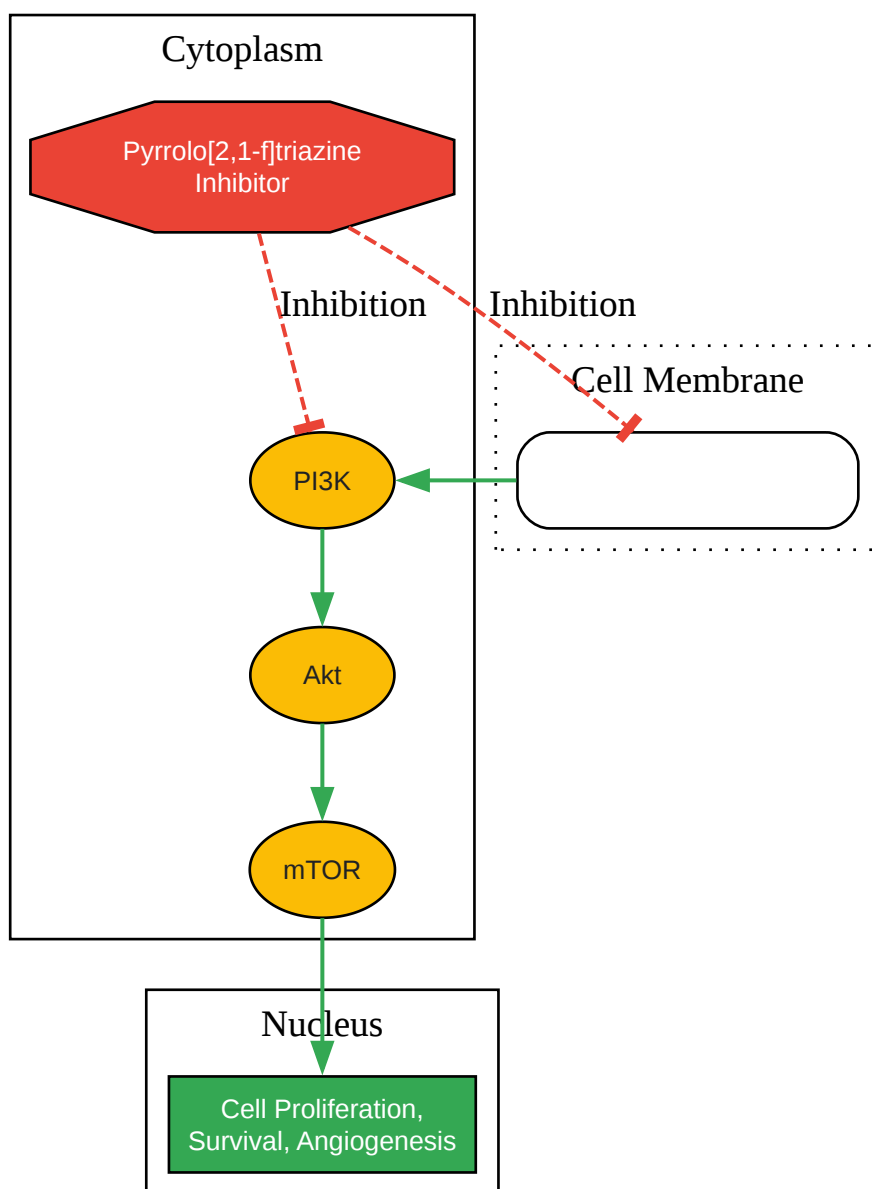 Cytoplasm
Pyrrolo[2,1-f]triazine
Inhibitor
Inhibition
Inhibition
Cell Membrane
PI3K
Akt
mTOR
Nucleus
Cell Proliferation,
Survival, Angiogenesis